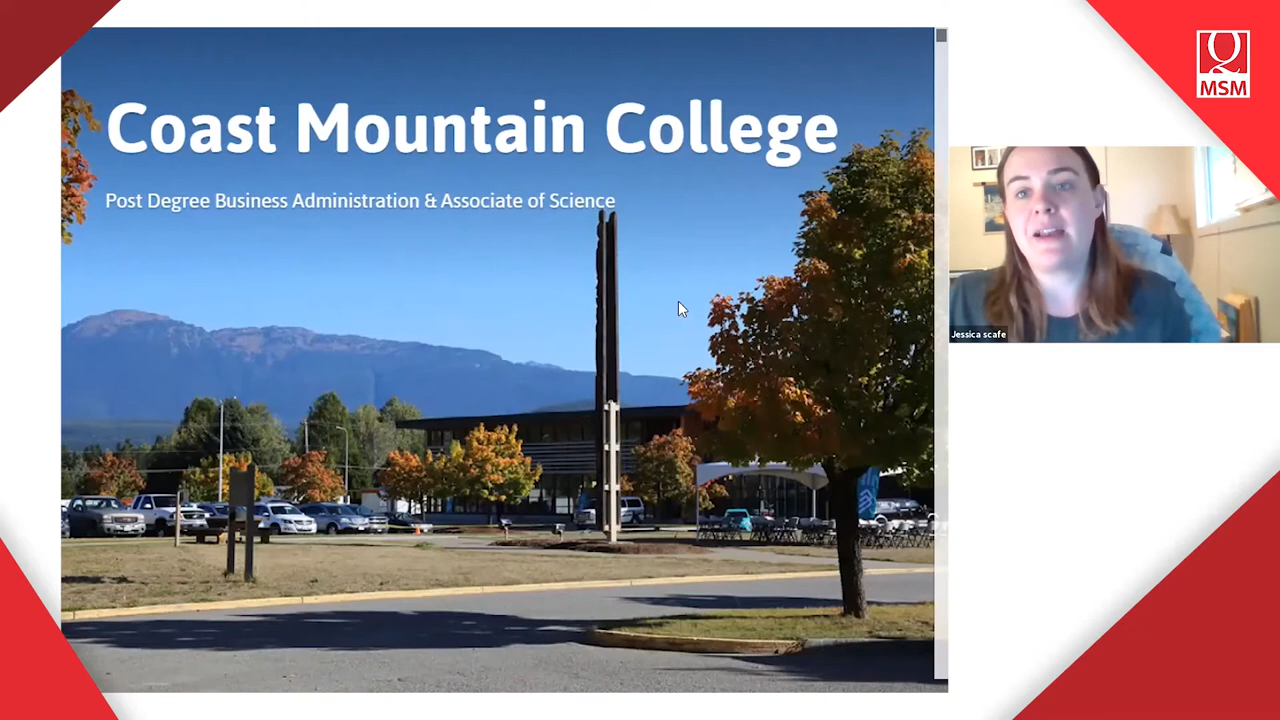 Coast Mountain College
Post Degree Business Administration & Associate of Science
MSM
Jessica scafe